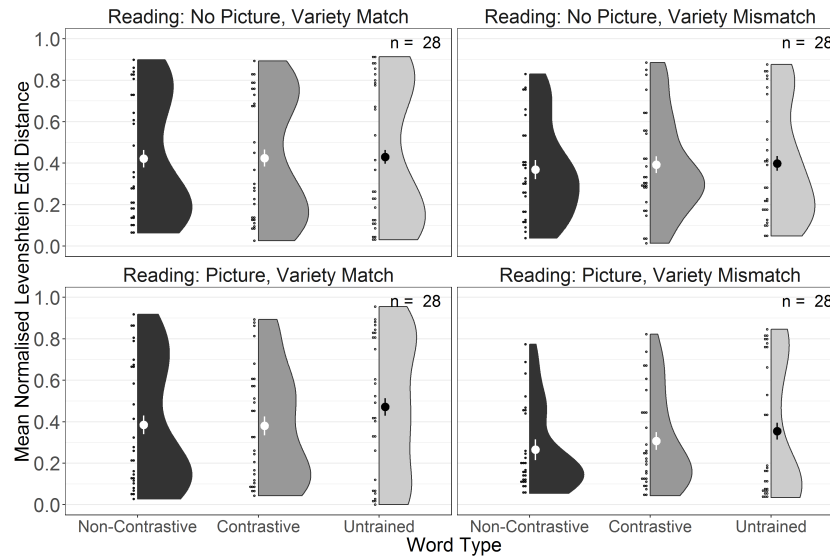 Reading: No Picture, Variety Match
Reading: No Picture, Variety Mismatch
n = 28
n = 28
1.0
0.8
0.6
0.4
0.2
0.0
Reading: Picture, Variety Match
Reading: Picture, Variety Mismatch
n = 28
n = 28
1.0
0.8
0.6
0.4
0.2
0.0
Mean Normalised Levenshtein Edit Distance
Non-Contrastive
Contrastive
Untrained
Non-Contrastive
Contrastive
Untrained
Word Type